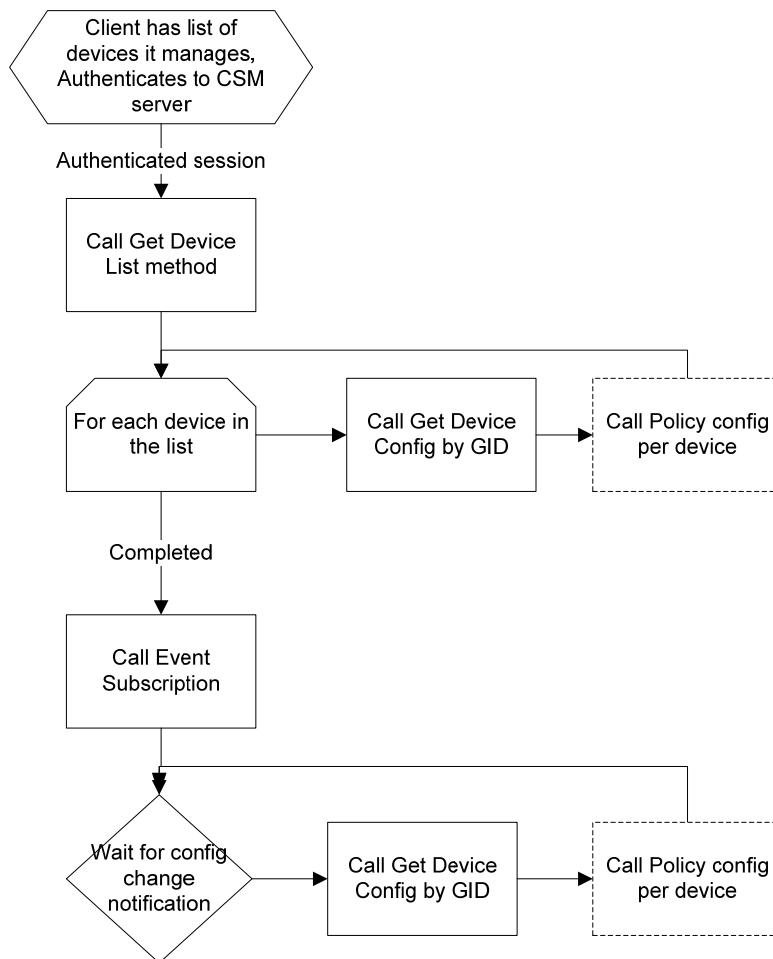 Client has list of
devices it manages,
Authenticates to CSM
server
Authenticated session
Call Get Device
List method
For each device in
the list
Call Get Device
Config by GID
Call Policy config
per device
Completed
Call Event
Subscription
Wait for config
change
notification
Call Get Device
Config by GID
Call Policy config
per device